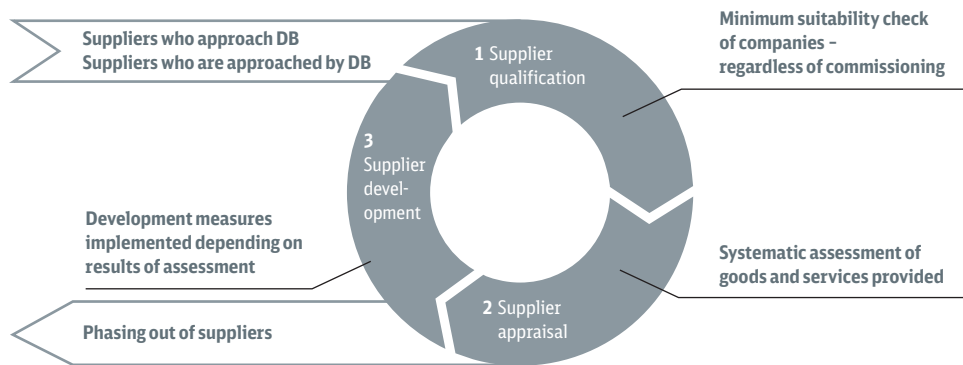 Suppliers who approach DB
Suppliers who are approached by DB
1 Supplier
qualification
Minimum suitability check
of companies –
regardless of commissioning
3
Supplier
devel-
opment
Development measures
implemented depending on
results of assessment
Systematic assessment of
goods and services provided
2 Supplier
appraisal
Phasing out of suppliers